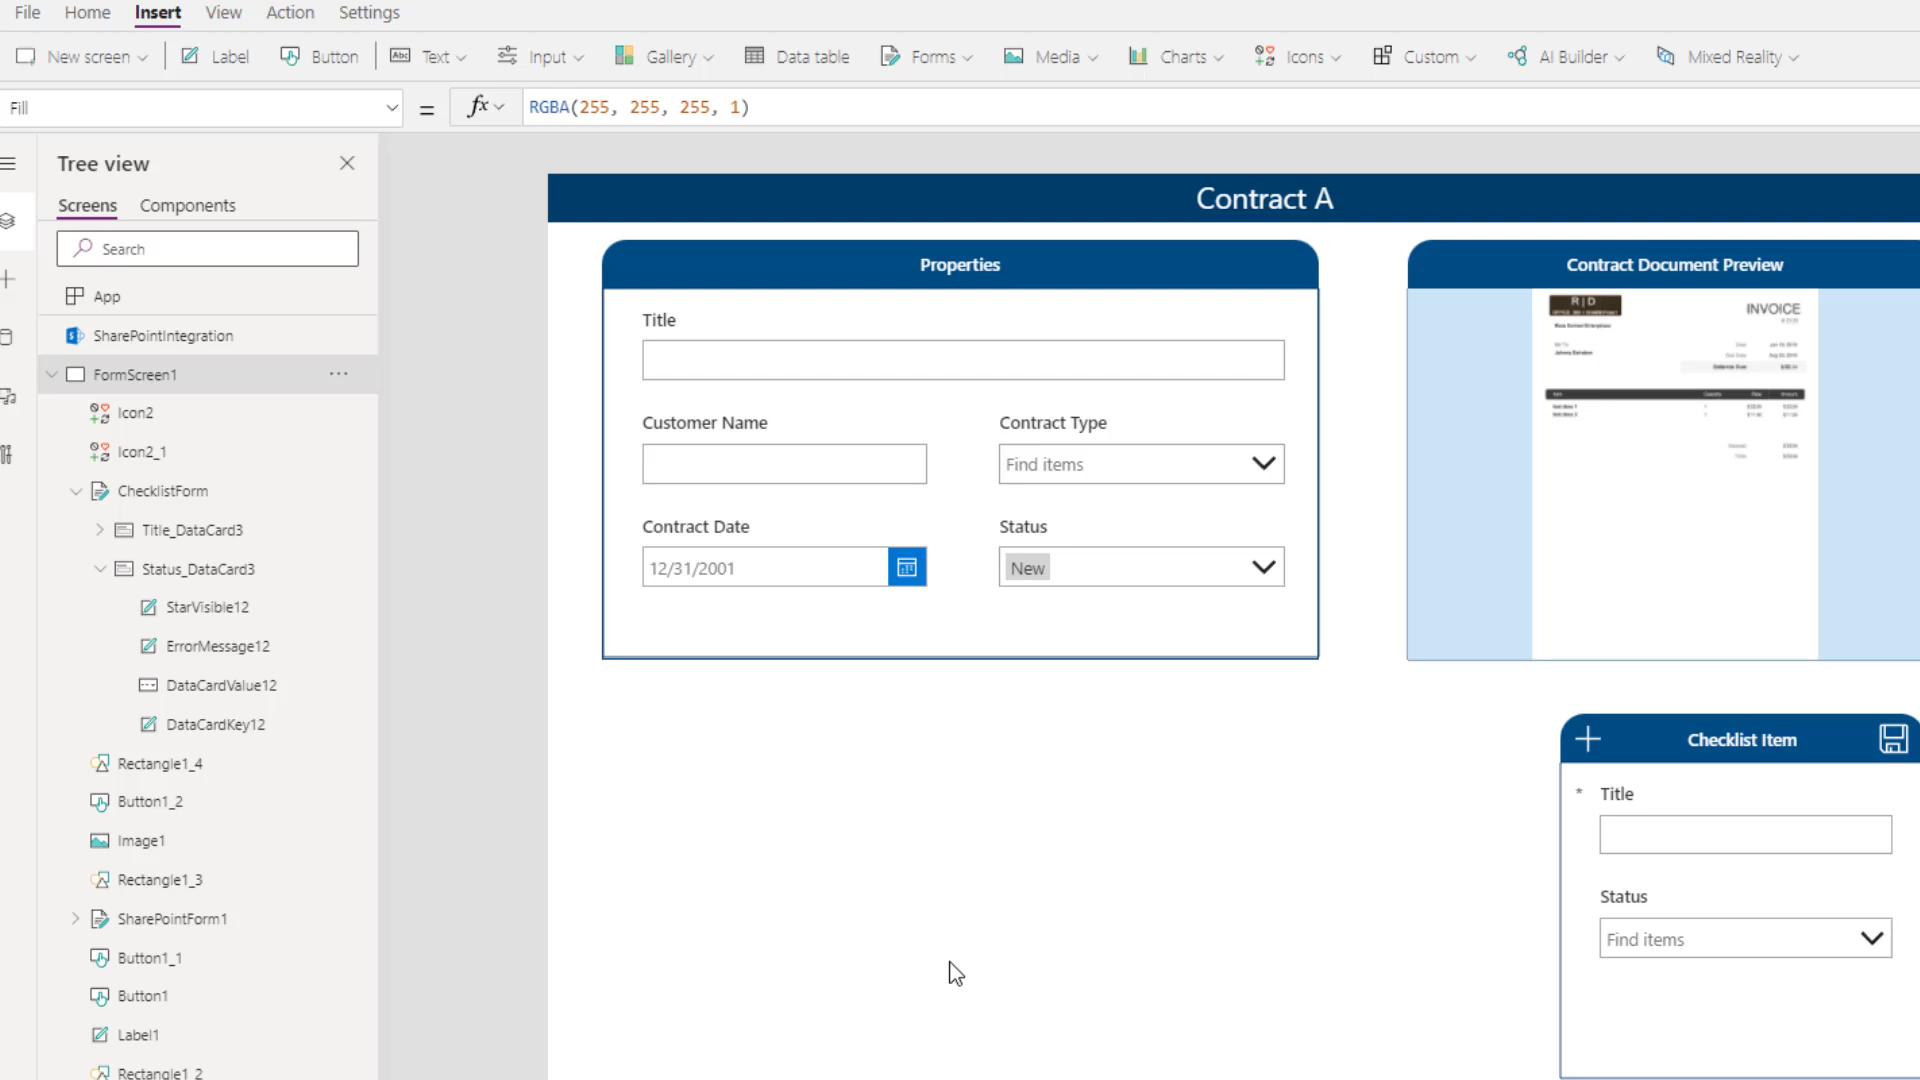 File Home Insert View Action Settings
New screen Label Button Text Input Gallery Data table Forms Media Charts Icons Custom AI Builder Mixed Reality
Fill = fx RGBA(255, 255, 255, 1)
Tree view
Screens Components
Search
App
SharePointIntegration
FormScreen1
Icon2
Icon2_1
ChecklistForm
Title_DataCard3
Status_DataCard3
StarVisible12
ErrorMessage12
DataCardValue12
DataCardKey12
Rectangle1_4
Button1_2
Image1
Rectangle1_3
SharePointForm1
Button1_1
Button1
Label1
Rectangle1_2
Contract A
Properties
Title
Customer Name Contract Type
Find items
Contract Date Status
12/31/2001 New
Contract Document Preview
R|D
INVOICE
Checklist Item
* Title
Status
Find items